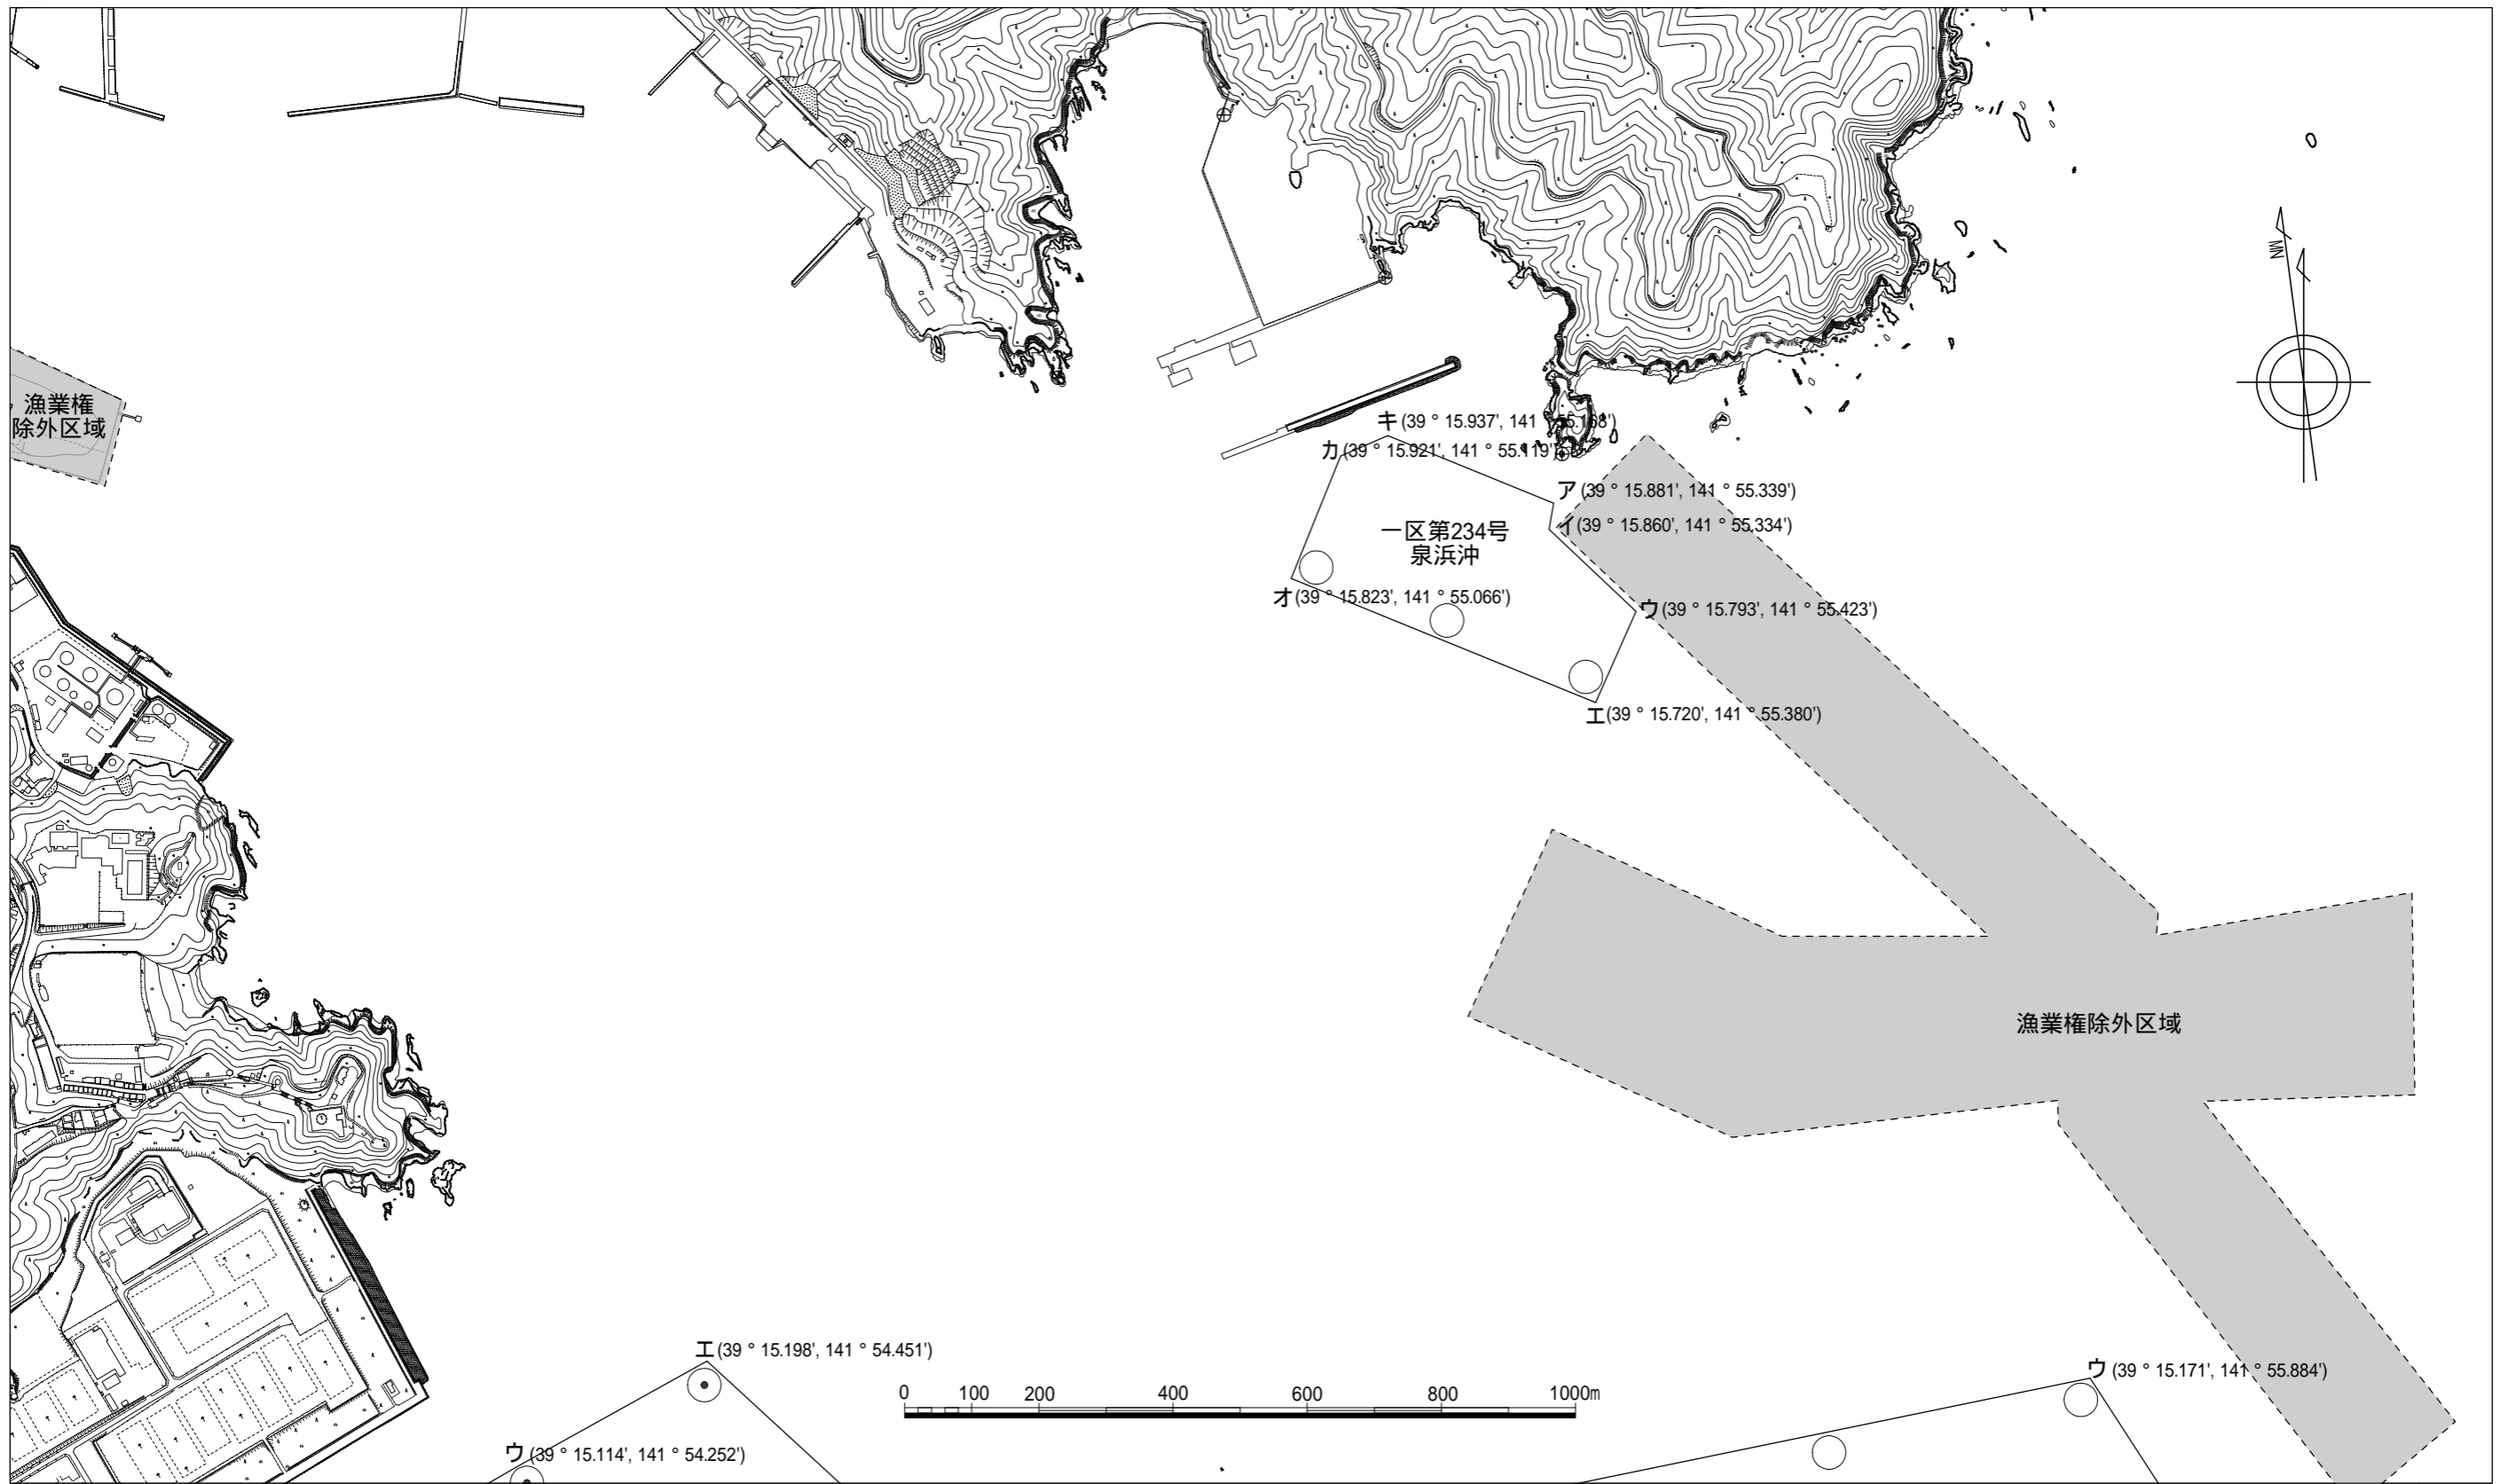 MN
漁業権
除外区域
キ(39 ° 15.937', 141 ° 55.168')
カ(39 ° 15.921', 141 ° 55.119')
ア(39 ° 15.881', 141 ° 55.339')
イ(39 ° 15.860', 141 ° 55.334')
一区第234号
泉浜沖
オ(39 ° 15.823', 141 ° 55.066')
ウ(39 ° 15.793', 141 ° 55.423')
エ(39 ° 15.720', 141 ° 55.380')
漁業権除外区域
エ(39 ° 15.198', 141 ° 54.451')
ウ(39 ° 15.171', 141 ° 55.884')
0 100 200 400 600 800 1000m
ウ(39 ° 15.114', 141 ° 54.252')